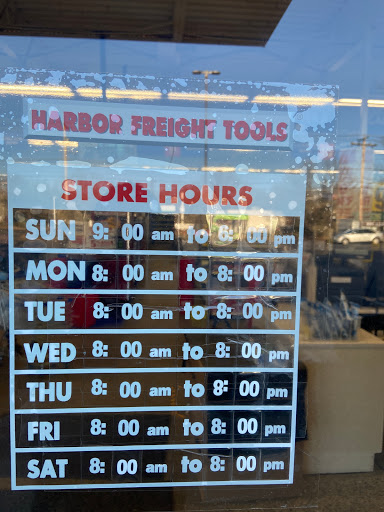 HARBOR FREIGHT TOOLS
STORE HOURS
SUN 9: 00 am to 6: 00 pm
MON 8: 00 am to 8: 00 pm
TUE 8: 00 am to 8: 00 pm
WED 8: 00 am to 8: 00 pm
THU 8: 00 am to 8: 00 pm
FRI 8: 00 am to 8: 00 pm
SAT 8: 00 am to 8: 00 pm